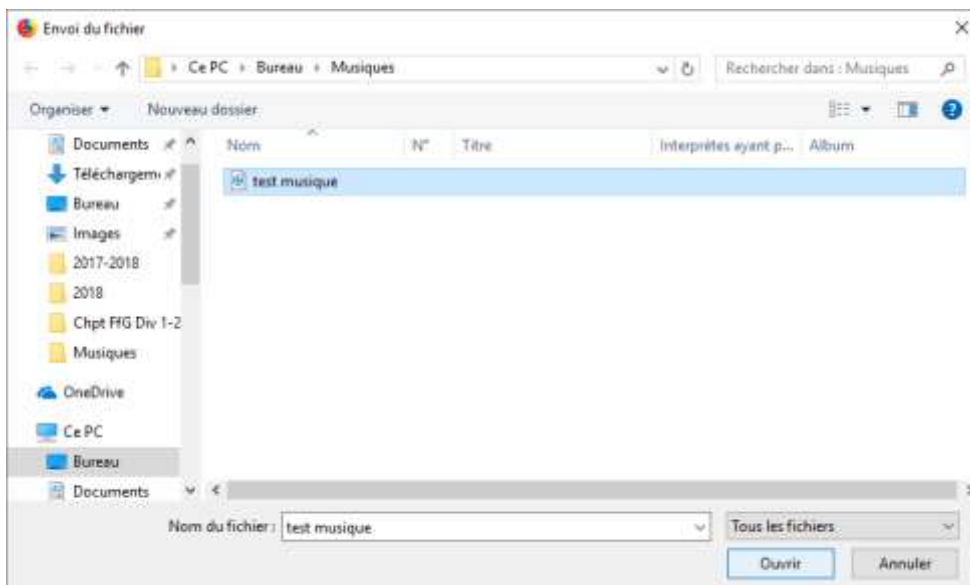 Envoi du fichier
Ce PC › Bureau › Musiques
Rechercher dans : Musiques
Organiser
Nouveau dossier
Nom
N°
Titre
Interprètes ayant p...
Album
Documents
Téléchargem
Bureau
Images
2017-2018
2018
Chpt FfG Div 1-2
Musiques
OneDrive
Ce PC
Bureau
Documents
test musique
Nom du fichier :
test musique
Tous les fichiers
Ouvrir
Annuler